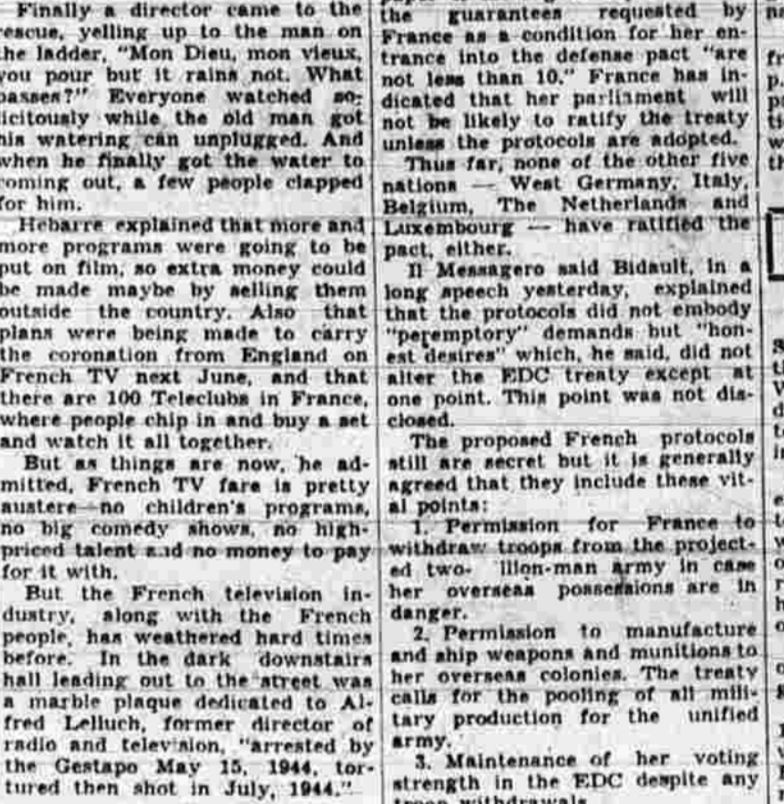 Finally a director came to the
rescue, yelling up to the man on
the ladder, "Mon Dieu, mon vieux,
you pour but it rains not. What
passes?" Everyone watched so-
licitously while the old man got
his watering can unplugged. And
when he finally got the water to
coming out, a few people clapped
for him.
Hebarre explained that more and
more programs were going to be
put on film, so extra money could
be made maybe by selling them
outside the country. Also that
plans were being made to carry
the coronation from England on
French TV next June, and that
there are 100 Teleclubs in France,
where people chip in and buy a set
and watch it all together.
But as things are now, he ad-
mitted, French TV fare is pretty
austere—no children's programs,
no big comedy shows, no high-
priced talent and no money to pay
for it with.
But the French television in-
dustry, along with the French
people, has weathered hard times
before. In the dark downstairs
hall leading out to the street was
a marble plaque dedicated to Al-
fred Lelluch, former director of
radio and television, "arrested by
the Gestapo May 15, 1944, tor-
tured then shot in July, 1944."
the guarantees requested by
France as a condition for her en-
trance into the defense pact "are
not less than 10." France has in-
dicated that her parliament will
not be likely to ratify the treaty
unless the protocols are adopted.
Thus far, none of the other five
nations — West Germany, Italy,
Belgium, The Netherlands and
Luxembourg — have ratified the
pact, either.
Il Messagero said Bidault, in a
long speech yesterday, explained
that the protocols did not embody
"peremptory" demands but "hon-
est desires" which, he said, did not
alter the EDC treaty except at
one point. This point was not dis-
closed.
The proposed French protocols
still are secret but it is generally
agreed that they include these vit-
al points:
1. Permission for France to
withdraw troops from the project-
ed two- llion-man army in case
her overseas possessions are in
danger.
2. Permission to manufacture
and ship weapons and munitions to
her overseas colonies. The treaty
calls for the pooling of all mili-
tary production for the unified
army.
3. Maintenance of her voting
strength in the EDC despite any
troop withdrawals